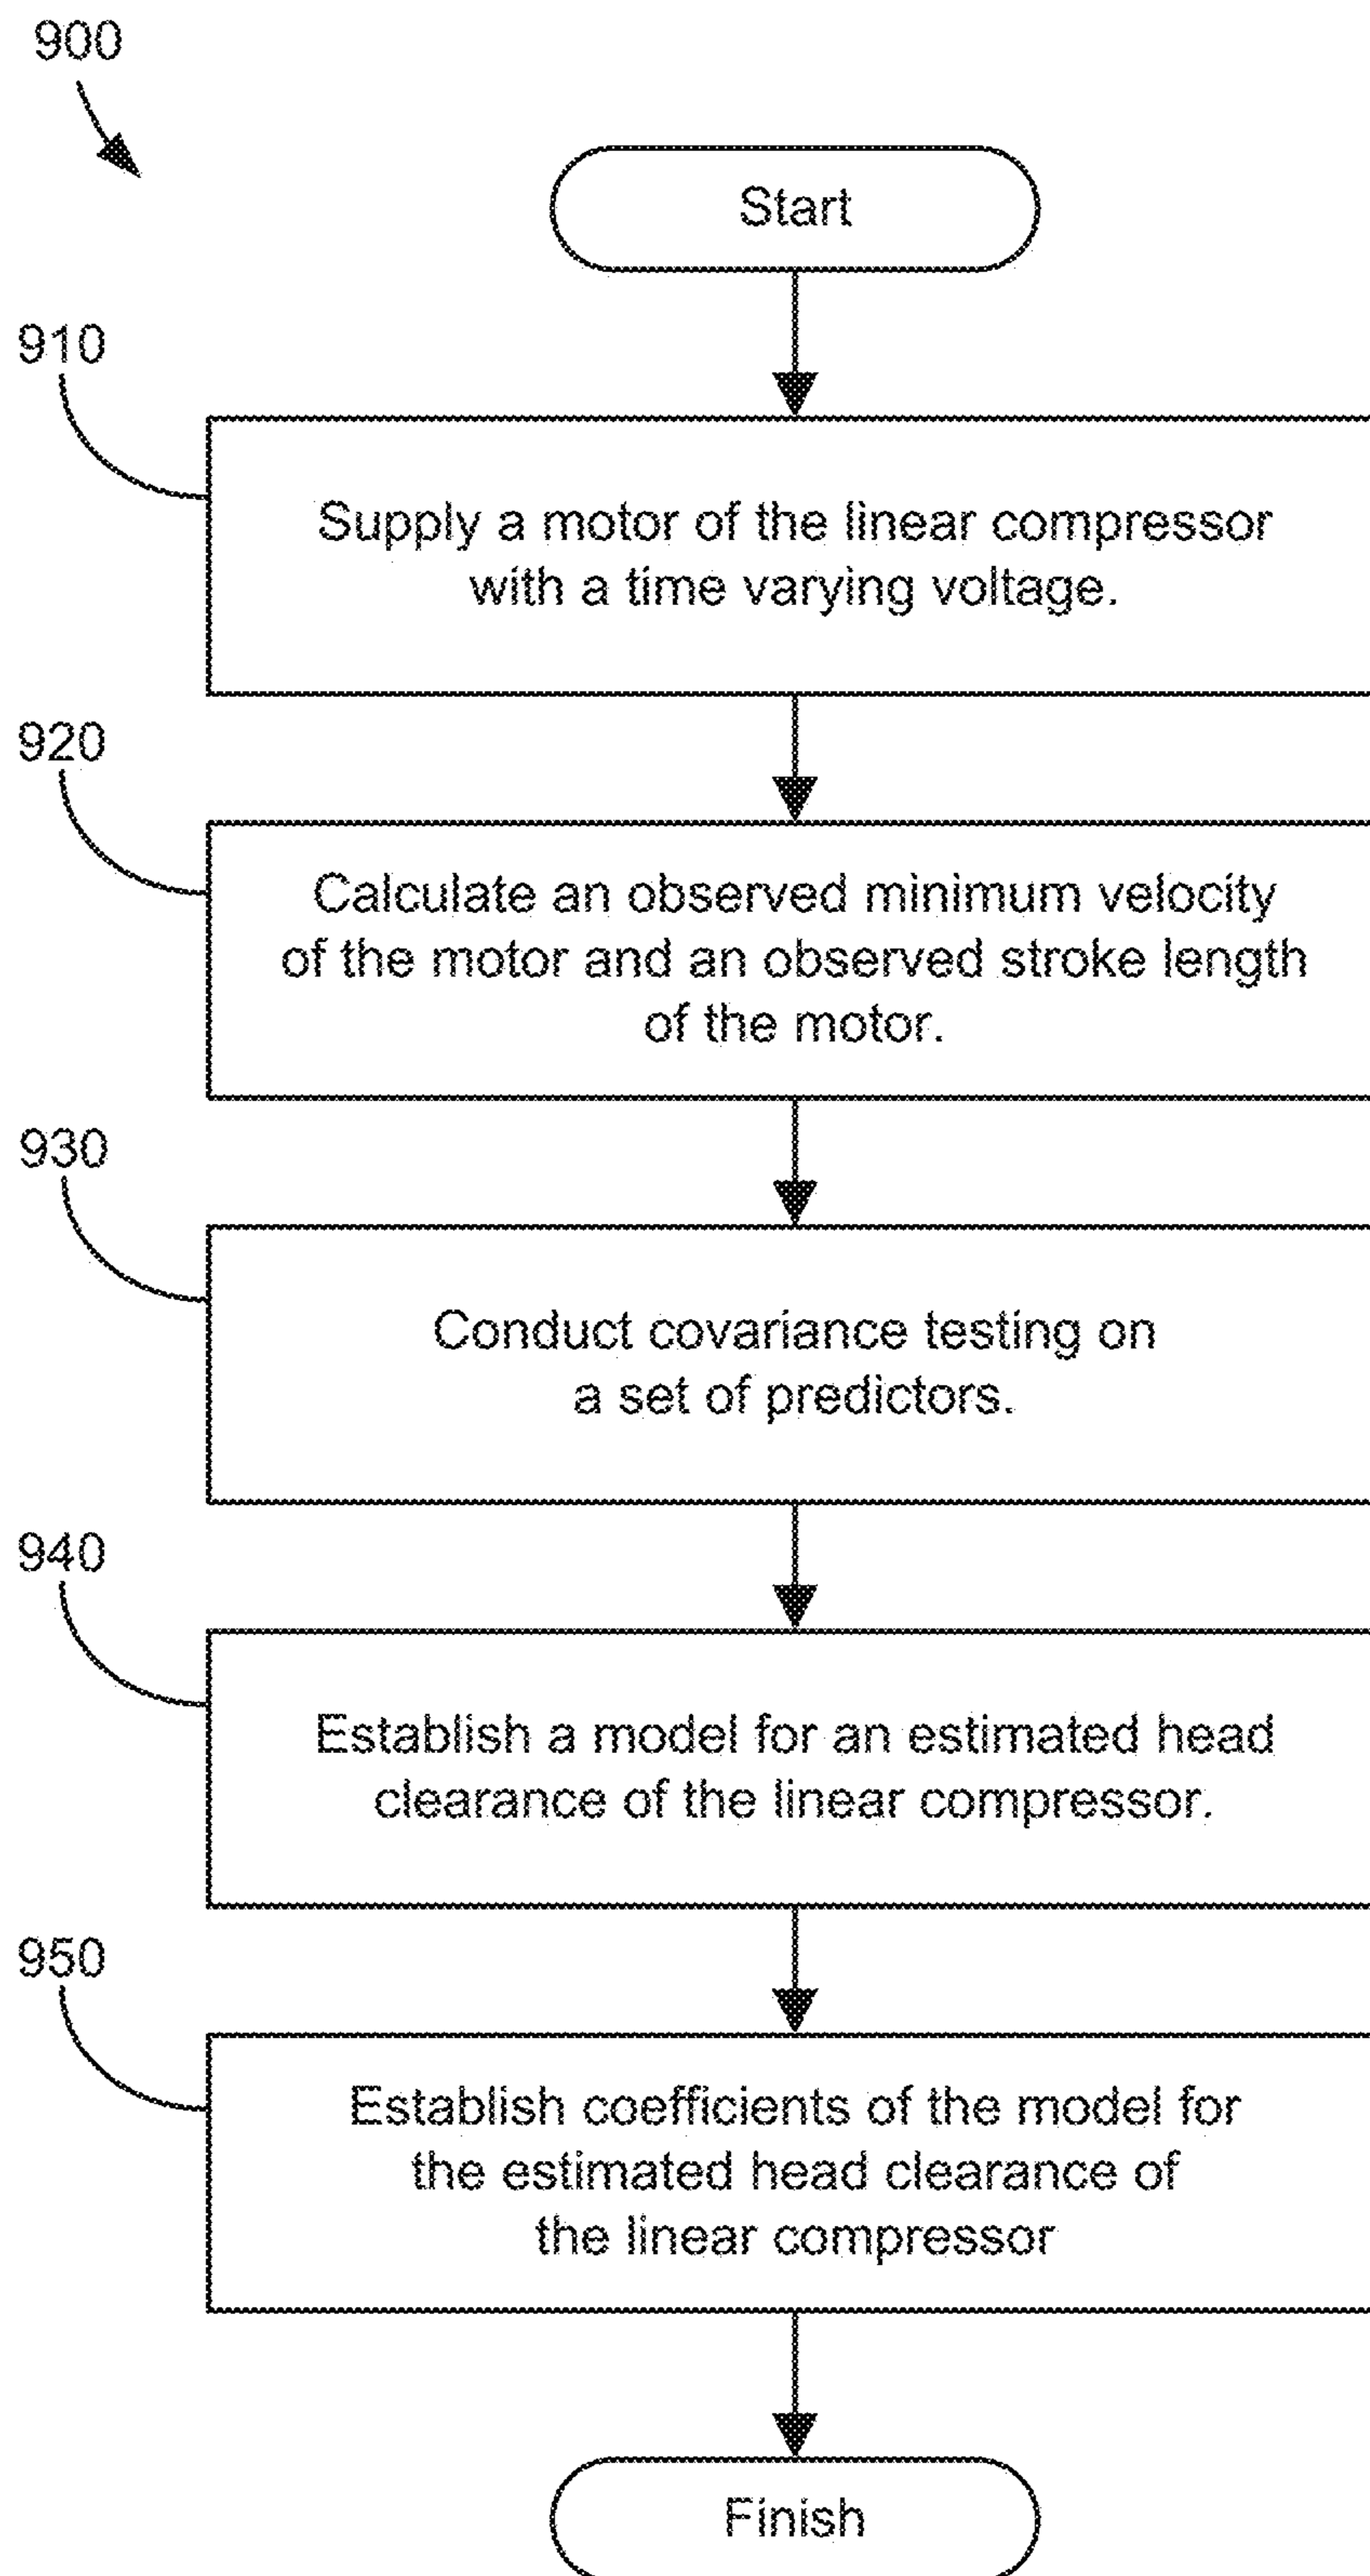 900
Start
910
Supply a motor of the linear compressor
with a time varying voltage.
920
Calculate an observed minimum velocity
of the motor and an observed stroke length
of the motor.
930
Conduct covariance testing on
a set of predictors.
940
Establish a model for an estimated head
clearance of the linear compressor.
950
Establish coefficients of the model for
the estimated head clearance of
the linear compressor
Finish